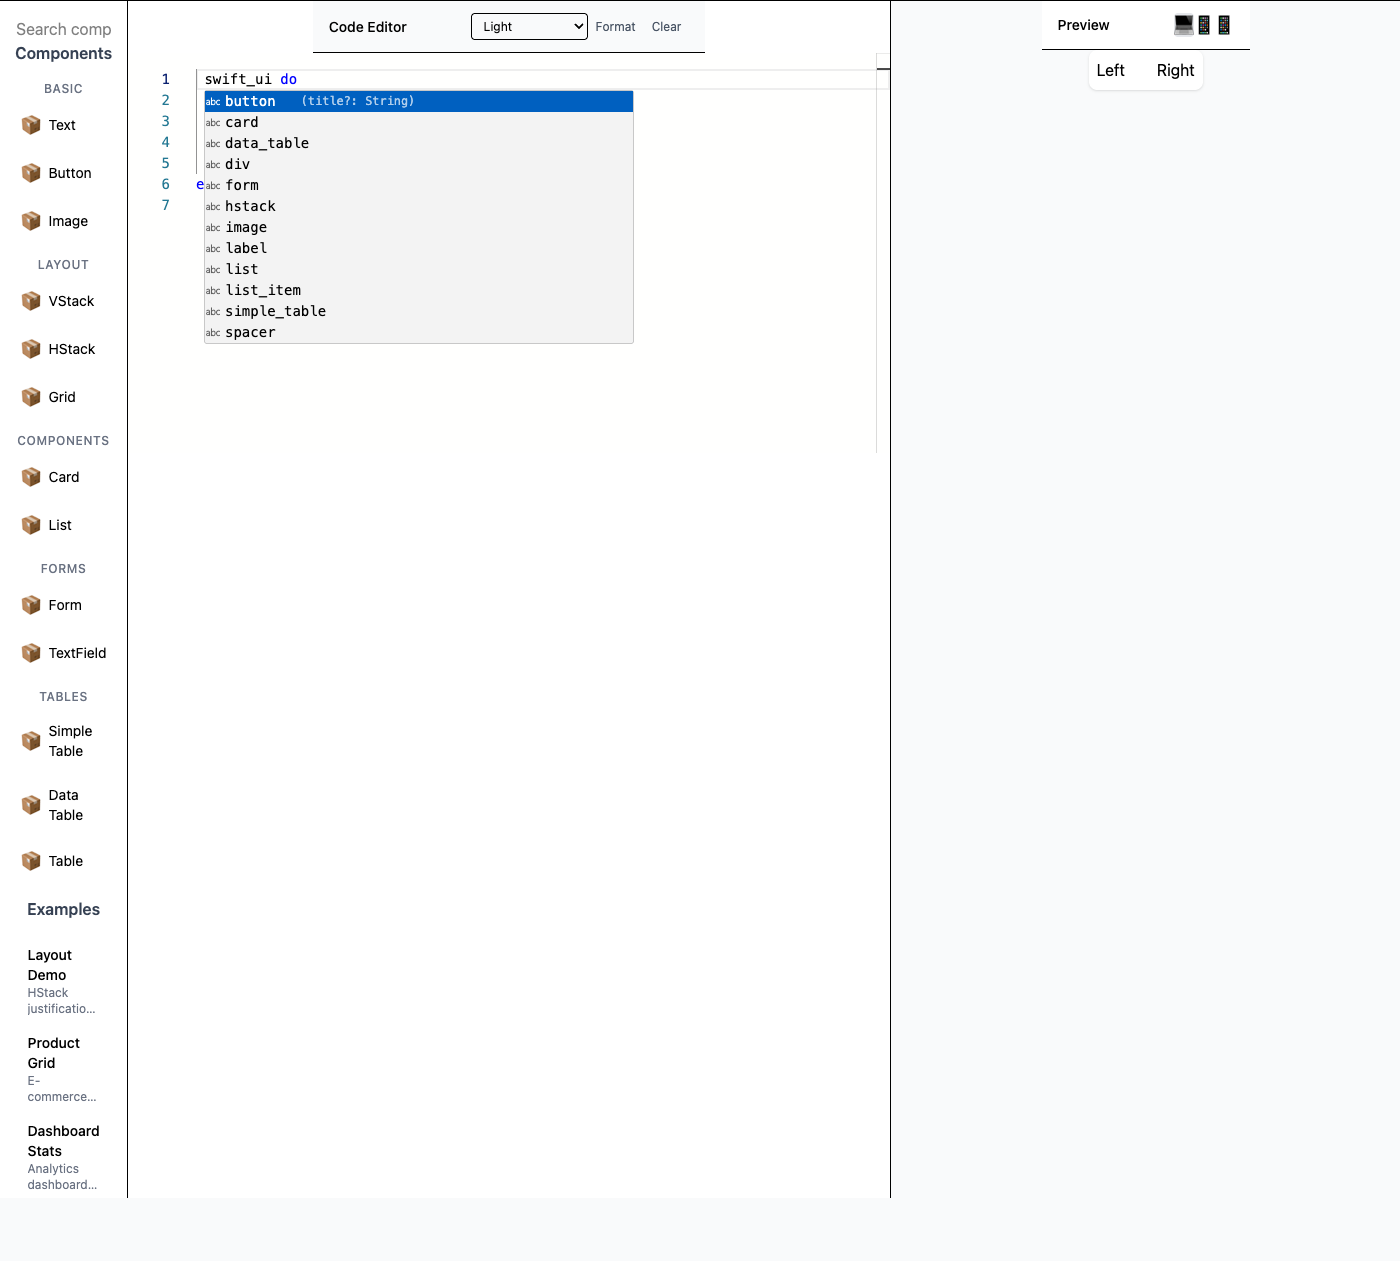 Search comp
Components
BASIC
Text
Button
Image
LAYOUT
VStack
HStack
Grid
COMPONENTS
Card
List
FORMS
Form
TextField
TABLES
Simple
Table
Data
Table
Table
Examples
Layout
Demo
HStack
justificatio...
Product
Grid
E-
commerce...
Dashboard
Stats
Analytics
dashboard...
Code Editor
Light
Format
Clear
1 swift_ui do
2
3
4
5
6 e
7
abc button (title?: String)
abc card
abc data_table
abc div
abc form
abc hstack
abc image
abc label
abc list
abc list_item
abc simple_table
abc spacer
Preview
Left Right